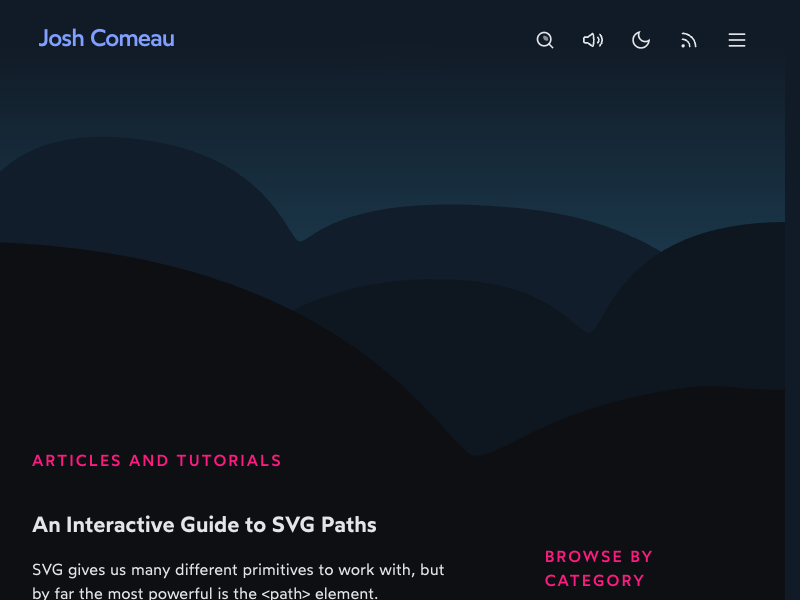 Josh Comeau
ARTICLES AND TUTORIALS
An Interactive Guide to SVG Paths
SVG gives us many different primitives to work with, but
by far the most powerful is the <path> element.
BROWSE BY
CATEGORY